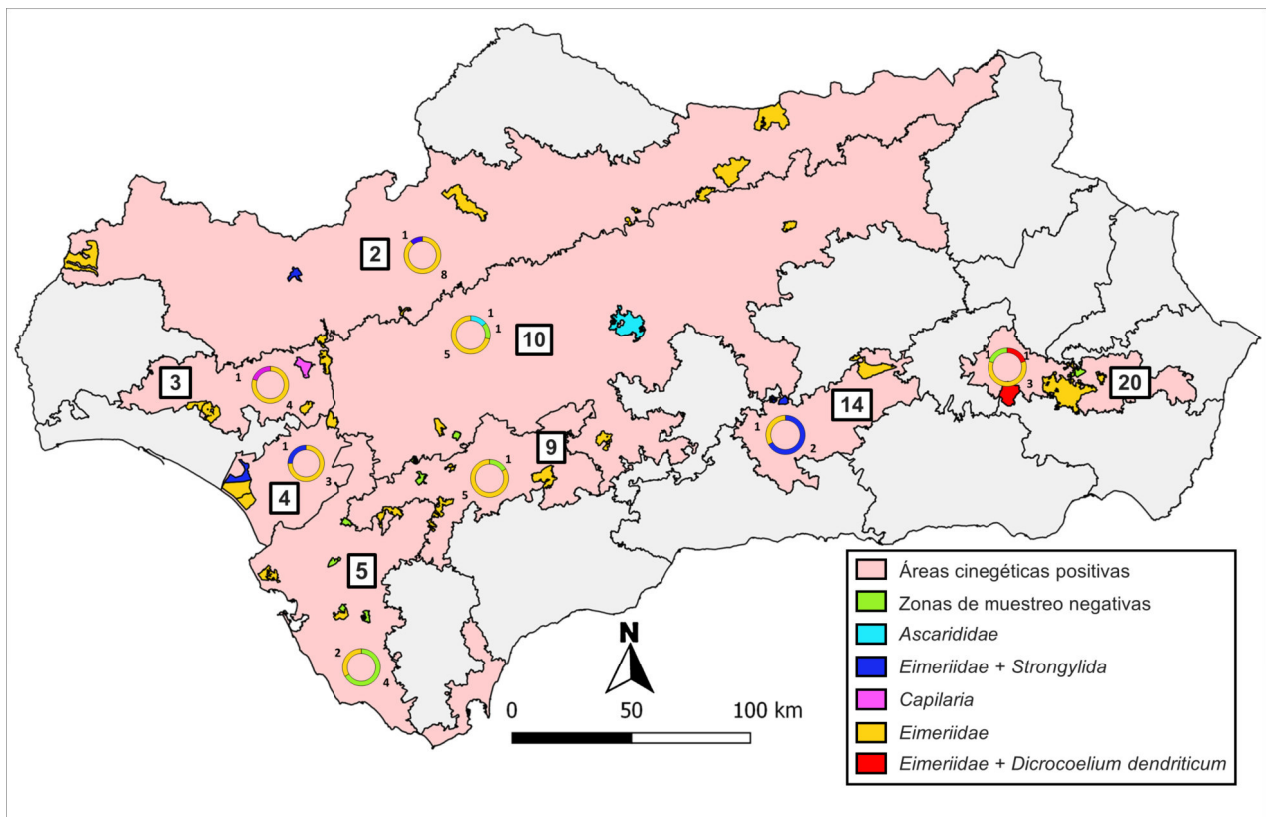 1
2
8
1
10
1
5
3
1
4
1
20
3
14
1
2
9
1
5
1
3
4
5
2
4
N
0 50 100 km
Áreas cinegéticas positivas
Zonas de muestreo negativas
Ascarididae
Eimeriidae + Strongylida
Capilaria
Eimeriidae
Eimeriidae + Dicrocoelium dendriticum